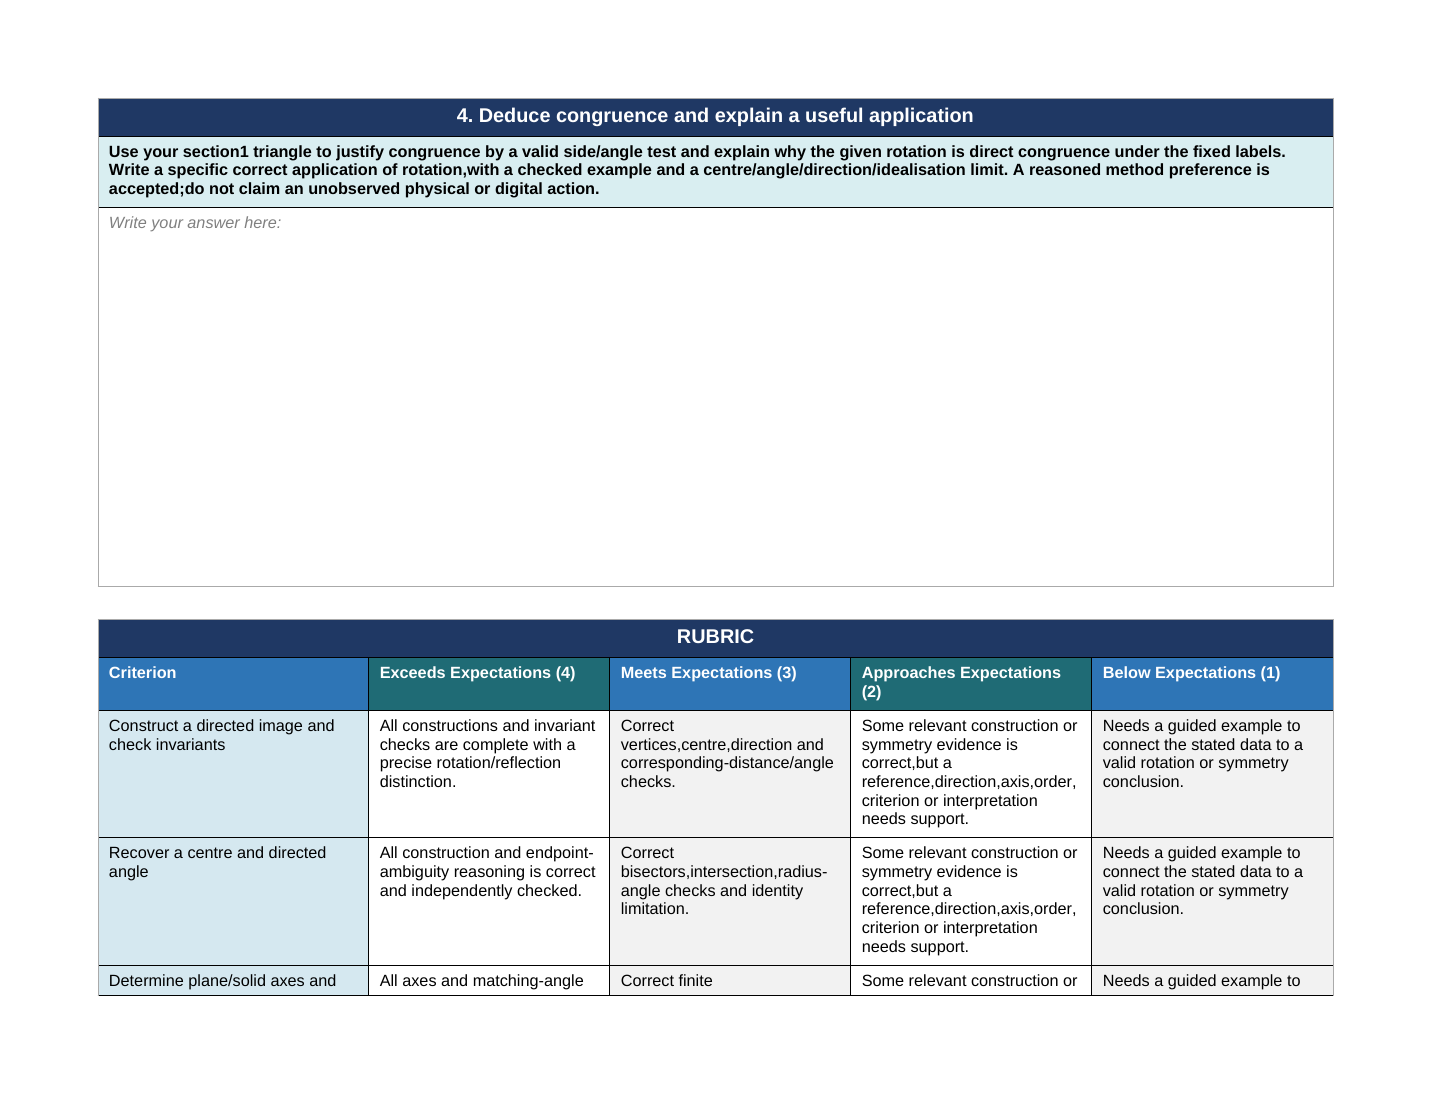 4. Deduce congruence and explain a useful application
Use your section1 triangle to justify congruence by a valid side/angle test and explain why the given rotation is direct congruence under the fixed labels.
Write a specific correct application of rotation,with a checked example and a centre/angle/direction/idealisation limit. A reasoned method preference is
accepted;do not claim an unobserved physical or digital action.
Write your answer here:
RUBRIC
Criterion
Exceeds Expectations (4)
Meets Expectations (3)
Approaches Expectations
(2)
Below Expectations (1)
Construct a directed image and
check invariants
All constructions and invariant
checks are complete with a
precise rotation/reflection
distinction.
Correct
vertices,centre,direction and
corresponding-distance/angle
checks.
Some relevant construction or
symmetry evidence is
correct,but a
reference,direction,axis,order,
criterion or interpretation
needs support.
Needs a guided example to
connect the stated data to a
valid rotation or symmetry
conclusion.
Recover a centre and directed
angle
All construction and endpoint-
ambiguity reasoning is correct
and independently checked.
Correct
bisectors,intersection,radius-
angle checks and identity
limitation.
Some relevant construction or
symmetry evidence is
correct,but a
reference,direction,axis,order,
criterion or interpretation
needs support.
Needs a guided example to
connect the stated data to a
valid rotation or symmetry
conclusion.
Determine plane/solid axes and
All axes and matching-angle
Correct finite
Some relevant construction or
Needs a guided example to